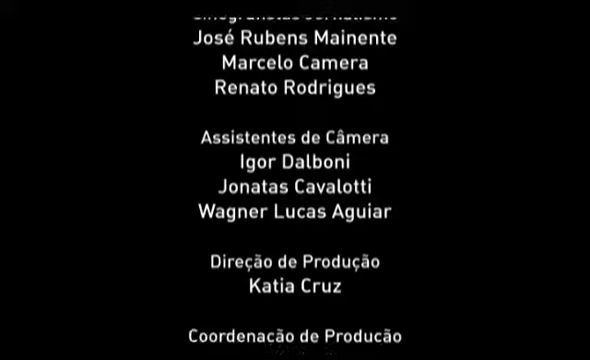 José Rubens Mainente
Marcelo Camera
Renato Rodrigues
Assistentes de Câmera
Igor Dalboni
Jonatas Cavalotti
Wagner Lucas Aguiar
Direção de Produção
Katia Cruz
Coordenação de Produção